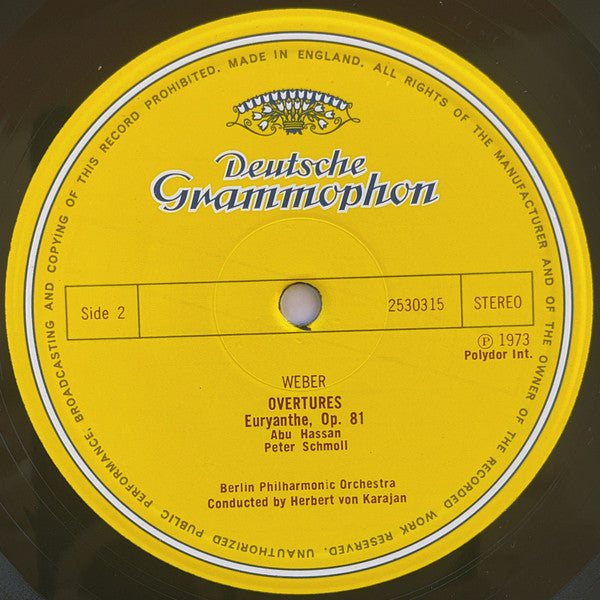 PERFORMANCE, BROADCASTING AND COPYING OF THIS RECORD PROHIBITED. MADE IN ENGLAND. ALL RIGHTS OF THE MANUFACTURER AND OF THE OWNER OF THE RECORDED WORK RESERVED. UNAUTHORIZED PUBLIC
Deutsche
Grammophon
Side 2
2530315
STEREO
Ⓟ 1973
Polydor Int.
WEBER
OVERTURES
Euryanthe, Op. 81
Abu Hassan
Peter Schmoll
Berlin Philharmonic Orchestra
Conducted by Herbert von Karajan